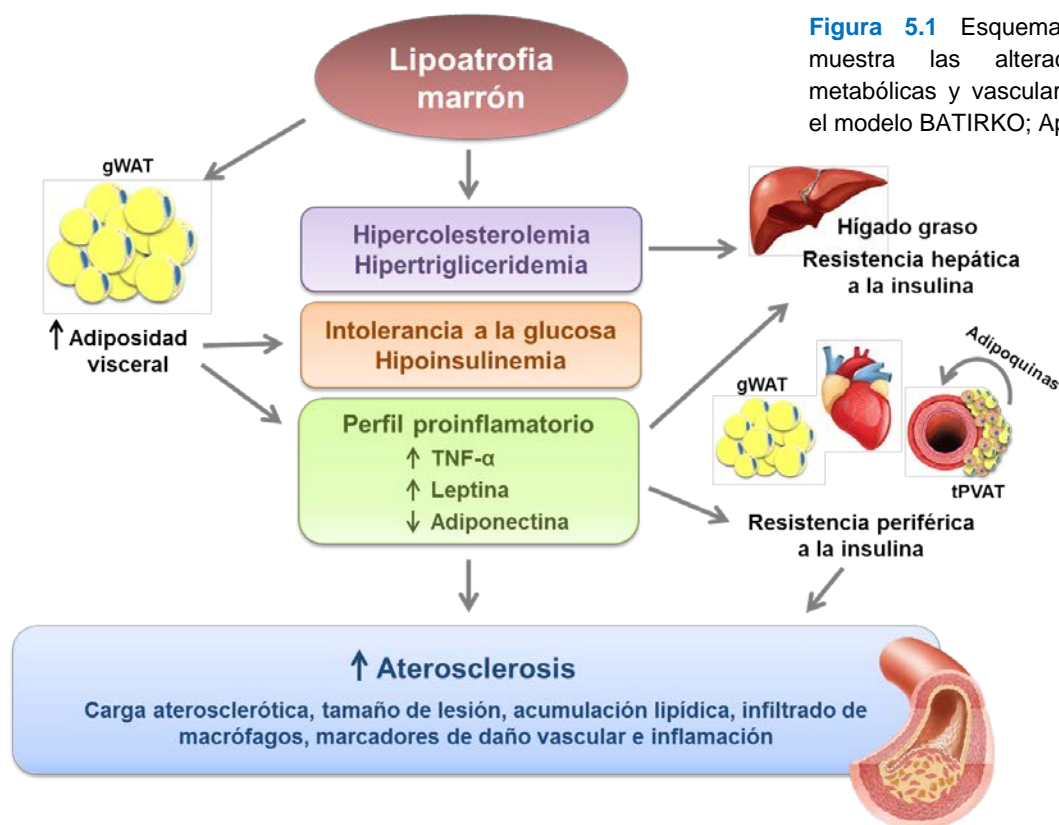 Figura 5.1 Esquema
muestra las
metabólicas y
el modelo BATIRKO;
Lipoatrofia
marrón
gWAT
↑ Adiposidad
visceral
Hipercolesterolemia
Hipertrigliceridemia
Intolerancia a la glucosa
Hipoinsulinemia
Perfil proinflamatorio
↑ TNF-α
↑ Leptina
↓ Adiponectina
Hígado graso
Resistencia hepática
a la insulina
gWAT
Adipoquinas
tPVAT
Resistencia periférica
a la insulina
↑ Aterosclerosis
Carga aterosclerótica, tamaño de lesión, acumulación lipídica, infiltrado de
macrófagos, marcadores de daño vascular e inflamación